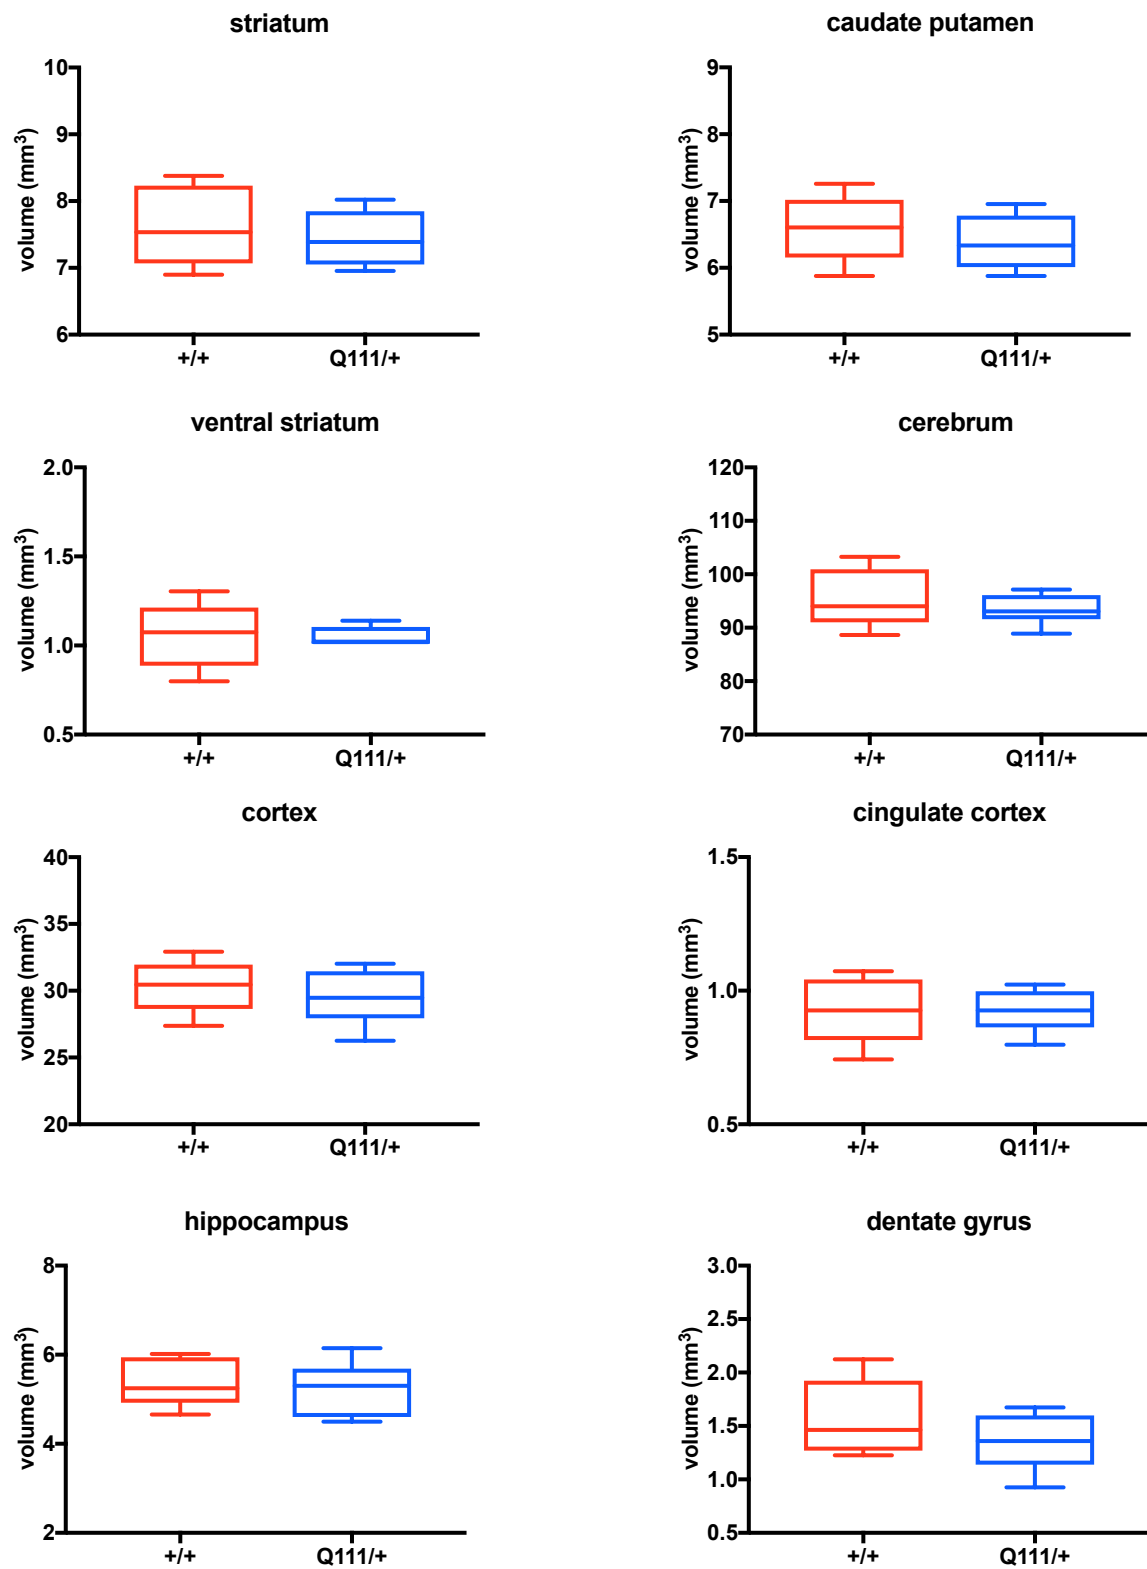 striatum
10
9
8
7
6
volume (mm³)
+/+
Q111/+
caudate putamen
9
8
7
6
5
volume (mm³)
+/+
Q111/+
ventral striatum
2.0
1.5
1.0
0.5
volume (mm³)
+/+
Q111/+
cerebrum
120
110
100
90
80
70
volume (mm³)
+/+
Q111/+
cortex
40
35
30
25
20
volume (mm³)
+/+
Q111/+
cingulate cortex
1.5
1.0
0.5
volume (mm³)
+/+
Q111/+
hippocampus
8
6
4
2
volume (mm³)
+/+
Q111/+
dentate gyrus
3.0
2.5
2.0
1.5
1.0
0.5
volume (mm³)
+/+
Q111/+